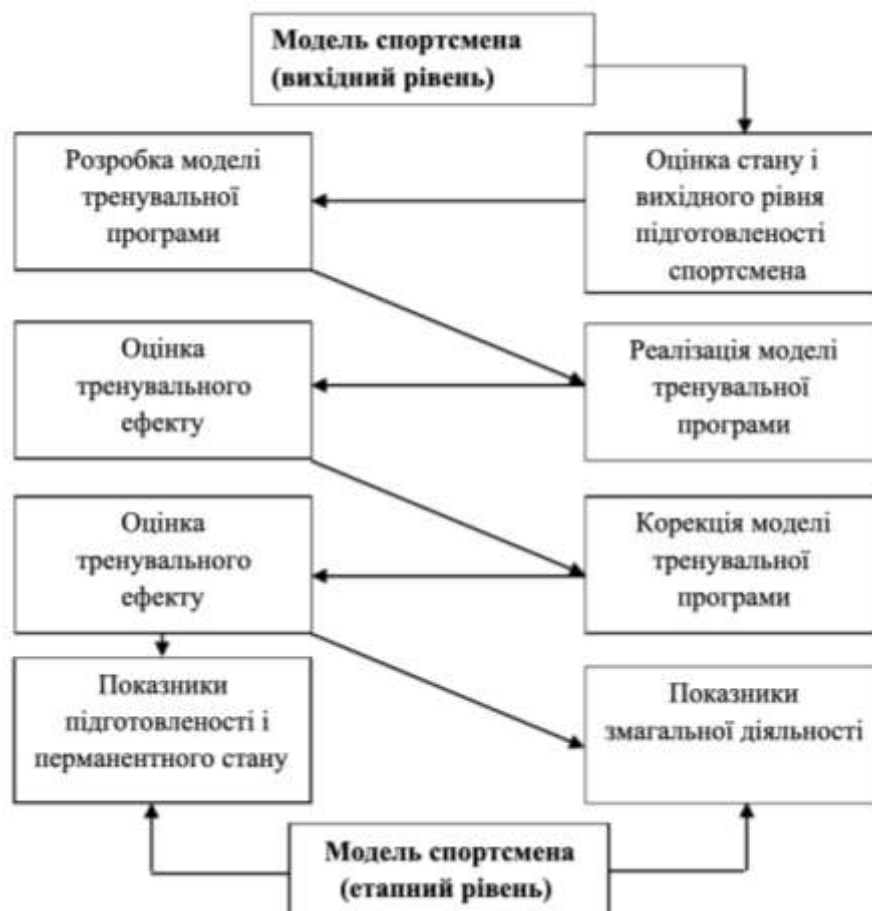 Модель спортсмена
(вихідний рівень)
Розробка моделі
тренувальної
програми
Оцінка стану і
вихідного рівня
підготовленості
спортсмена
Оцінка
тренувального
ефекту
Реалізація моделі
тренувальної
програми
Оцінка
тренувального
ефекту
Корекція моделі
тренувальної
програми
Показники
підготовленості і
перманентного стану
Показники
змагальної діяльності
Модель спортсмена
(етапний рівень)